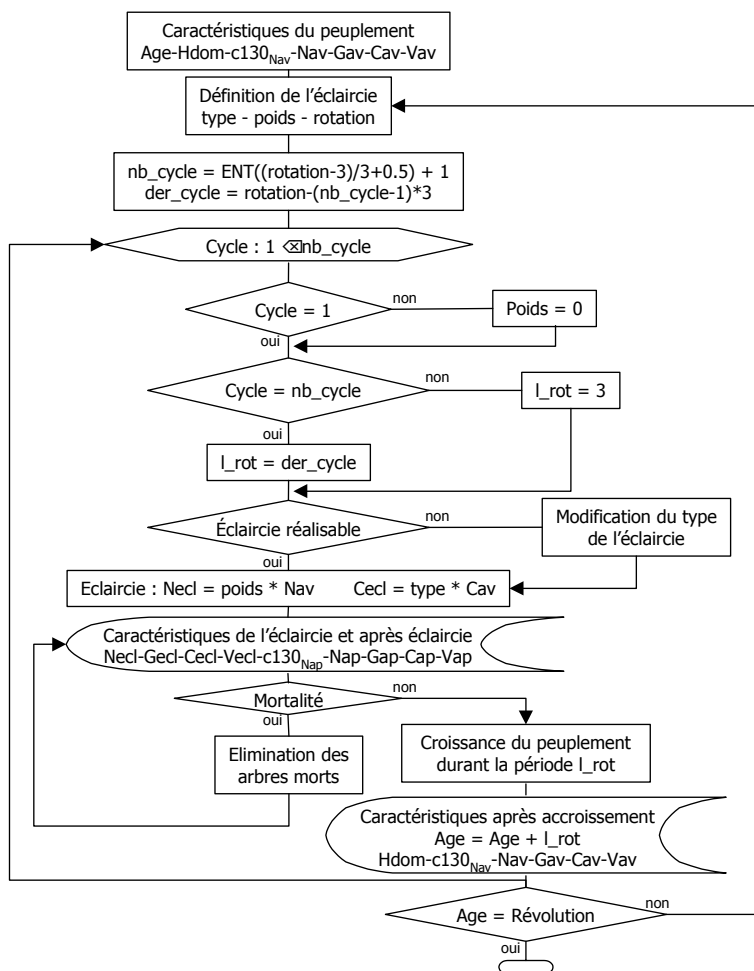 Caractéristiques du peuplement
Age-Hdom-c130Nav-Nav-Gav-Cav-Vav
Définition de l'éclaircie
type - poids - rotation
nb_cycle = ENT((rotation-3)/3+0.5) + 1
der_cycle = rotation-(nb_cycle-1)*3
Cycle : 1 ⌫nb_cycle
Cycle = 1
non
Poids = 0
oui
Cycle = nb_cycle
non
l_rot = 3
oui
l_rot = der_cycle
Éclaircie réalisable
non
Modification du type
de l'éclaircie
oui
Eclaircie : Necl = poids * Nav Cecl = type * Cav
Caractéristiques de l'éclaircie et après éclaircie
Necl-Gecl-Cecl-Vecl-c130Nap-Nap-Gap-Cap-Vap
Mortalité
non
oui
Elimination des
arbres morts
Croissance du peuplement
durant la période l_rot
Caractéristiques après accroissement
Age = Age + l_rot
Hdom-c130Nav-Nav-Gav-Cav-Vav
Age = Révolution
non
oui